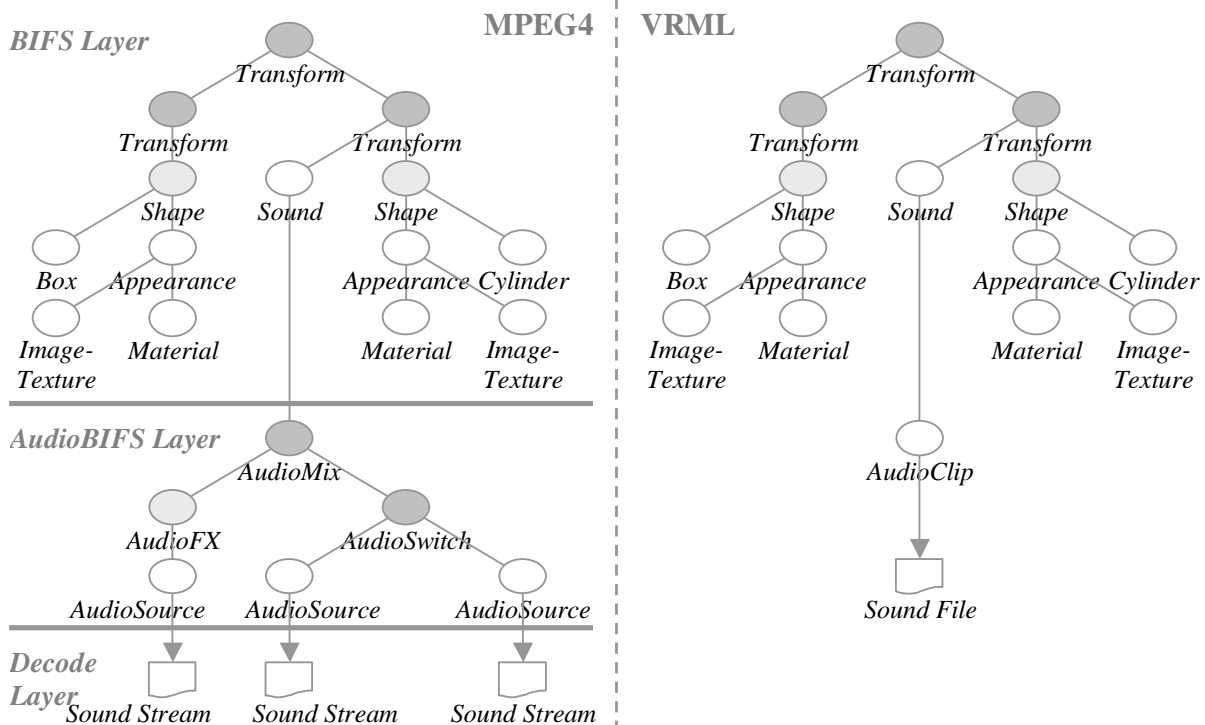 BIFS Layer
MPEG4
Transform
Transform Transform
Shape Sound Shape
Box Appearance Appearance Cylinder
Image- Material Material Image-
Texture Texture
AudioBIFS Layer
AudioMix
AudioFX AudioSwitch
AudioSource AudioSource AudioSource
Decode
Layer
Sound Stream Sound Stream Sound Stream
VRML
Transform
Transform Transform
Shape Sound Shape
Box Appearance Appearance Cylinder
Image- Material Material Image-
Texture Texture
AudioClip
Sound File